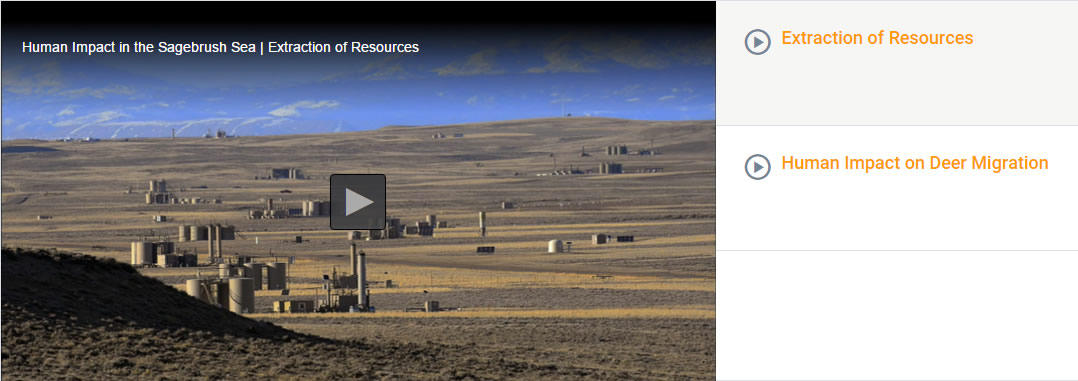 Human Impact in the Sagebrush Sea | Extraction of Resources
Extraction of Resources
Human Impact on Deer Migration